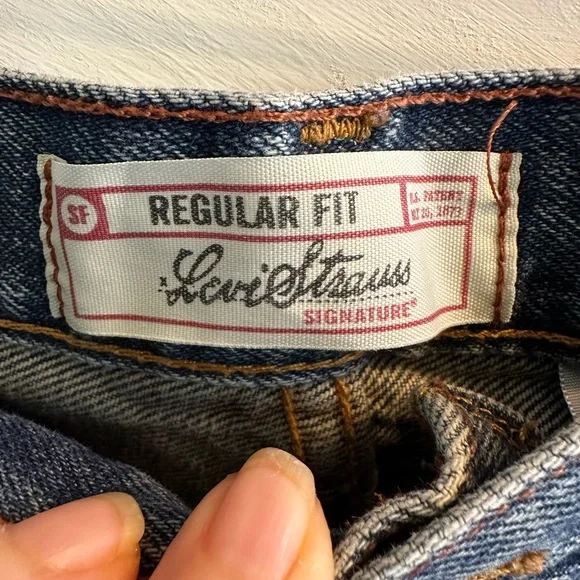 SF
REGULAR FIT
U.S. PATENT
MAY 20, 1873
Levi Strauss
SIGNATURE®